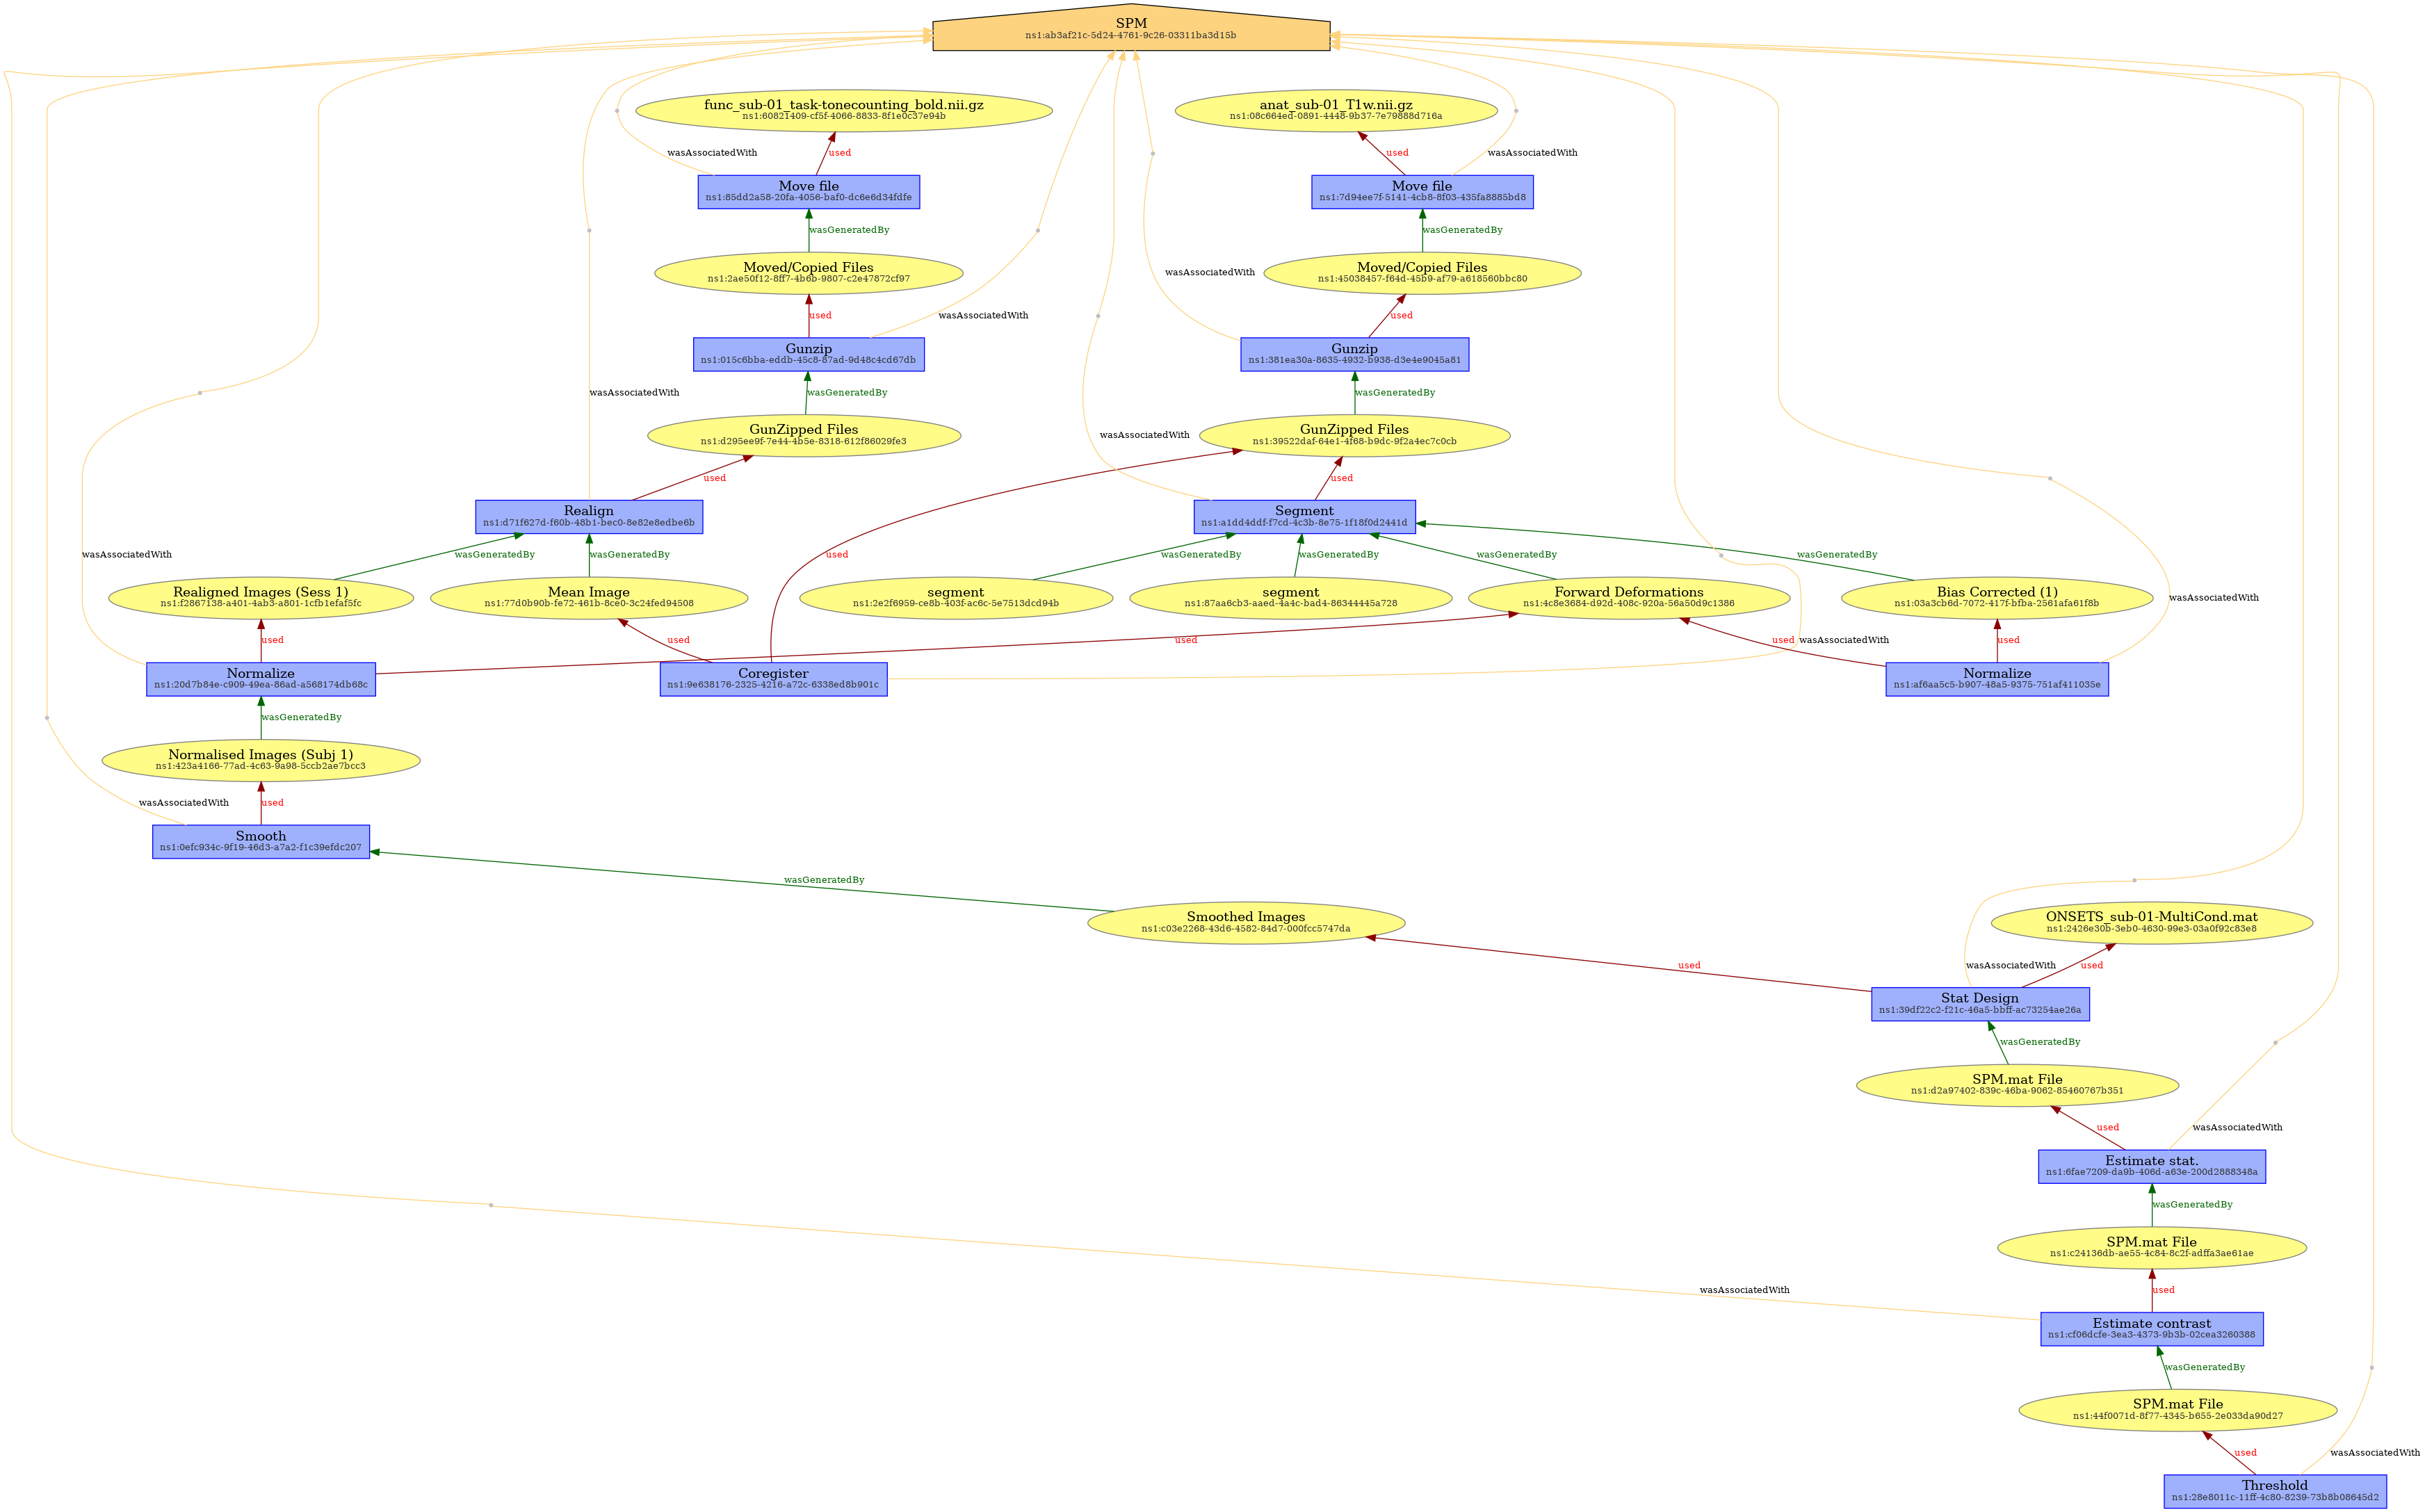 SPM
ns1:ab3af21c-5d24-4761-9c26-03311ba3d15b
func_sub-01_task-tonecounting_bold.nii.gz
ns1:60821409-cf5f-4066-8833-8f1e0c37e94b
anat_sub-01_T1w.nii.gz
ns1:08c664ed-0891-4448-9b37-7e79888d716a
wasAssociatedWith
used
used
wasAssociatedWith
Move file
ns1:85dd2a58-20fa-4056-baf0-dc6e6d34fdfe
Move file
ns1:7d94ee7f-5141-4cb8-8f03-435fa8885bd8
wasGeneratedBy
wasGeneratedBy
Moved/Copied Files
ns1:2ae50f12-8ff7-4b6b-9807-c2e47872cf97
wasAssociatedWith
Moved/Copied Files
ns1:45038457-f64d-45b9-af79-a618560bbc80
used
wasAssociatedWith
used
Gunzip
ns1:015c6bba-eddb-45c8-87ad-9d48c4cd67db
Gunzip
ns1:381ea30a-8635-4932-b938-d3e4e9045a81
wasAssociatedWith
wasGeneratedBy
wasGeneratedBy
GunZipped Files
ns1:d295ee9f-7e44-4b5e-8318-612f86029fe3
wasAssociatedWith
GunZipped Files
ns1:39522daf-64e1-4f68-b9dc-9f2a4ec7c0cb
used
used
Realign
ns1:d71f627d-f60b-48b1-bec0-8e82e8edbe6b
Segment
ns1:a1dd4ddf-f7cd-4c3b-8e75-1f18f0d2441d
wasAssociatedWith
wasGeneratedBy
wasGeneratedBy
used
wasGeneratedBy
wasGeneratedBy
wasGeneratedBy
wasGeneratedBy
Realigned Images (Sess 1)
ns1:f2867138-a401-4ab3-a801-1cfb1efaf5fc
Mean Image
ns1:77d0b90b-fe72-461b-8ce0-3c24fed94508
segment
ns1:2e2f6959-ce8b-403f-ac6c-5e7513dcd94b
segment
ns1:87aa6cb3-aaed-4a4c-bad4-86344445a728
Forward Deformations
ns1:4c8e3684-d92d-408c-920a-56a50d9c1386
Bias Corrected (1)
ns1:03a3cb6d-7072-417f-bfba-2561afa61f8b
wasAssociatedWith
used
used
used
used
wasAssociatedWith
used
Normalize
ns1:20d7b84e-c909-49ea-86ad-a568174db68c
Coregister
ns1:9e638176-2325-4216-a72c-6338ed8b901c
Normalize
ns1:af6aa5c5-b907-48a5-9375-751af411035e
wasGeneratedBy
Normalised Images (Subj 1)
ns1:423a4166-77ad-4c63-9a98-5ccb2ae7bcc3
wasAssociatedWith
used
Smooth
ns1:0efc934c-9f19-46d3-a7a2-f1c39efdc207
wasGeneratedBy
Smoothed Images
ns1:c03e2268-43d6-4582-84d7-000fcc5747da
ONSETS_sub-01-MultiCond.mat
ns1:2426e30b-3eb0-4630-99e3-03a0f92c83e8
used
wasAssociatedWith
used
Stat Design
ns1:39df22c2-f21c-46a5-bbff-ac73254ae26a
wasGeneratedBy
SPM.mat File
ns1:d2a97402-839c-46ba-9062-85460767b351
used
wasAssociatedWith
Estimate stat.
ns1:6fae7209-da9b-406d-a63e-200d2888348a
wasGeneratedBy
SPM.mat File
ns1:c24136db-ae55-4c84-8c2f-adffa3ae61ae
wasAssociatedWith
used
Estimate contrast
ns1:cf06dcfe-3ea3-4373-9b3b-02cea3260388
wasGeneratedBy
SPM.mat File
ns1:44f0071d-8f77-4345-b655-2e033da90d27
used
wasAssociatedWith
Threshold
ns1:28e8011c-11ff-4c80-8239-73b8b08645d2